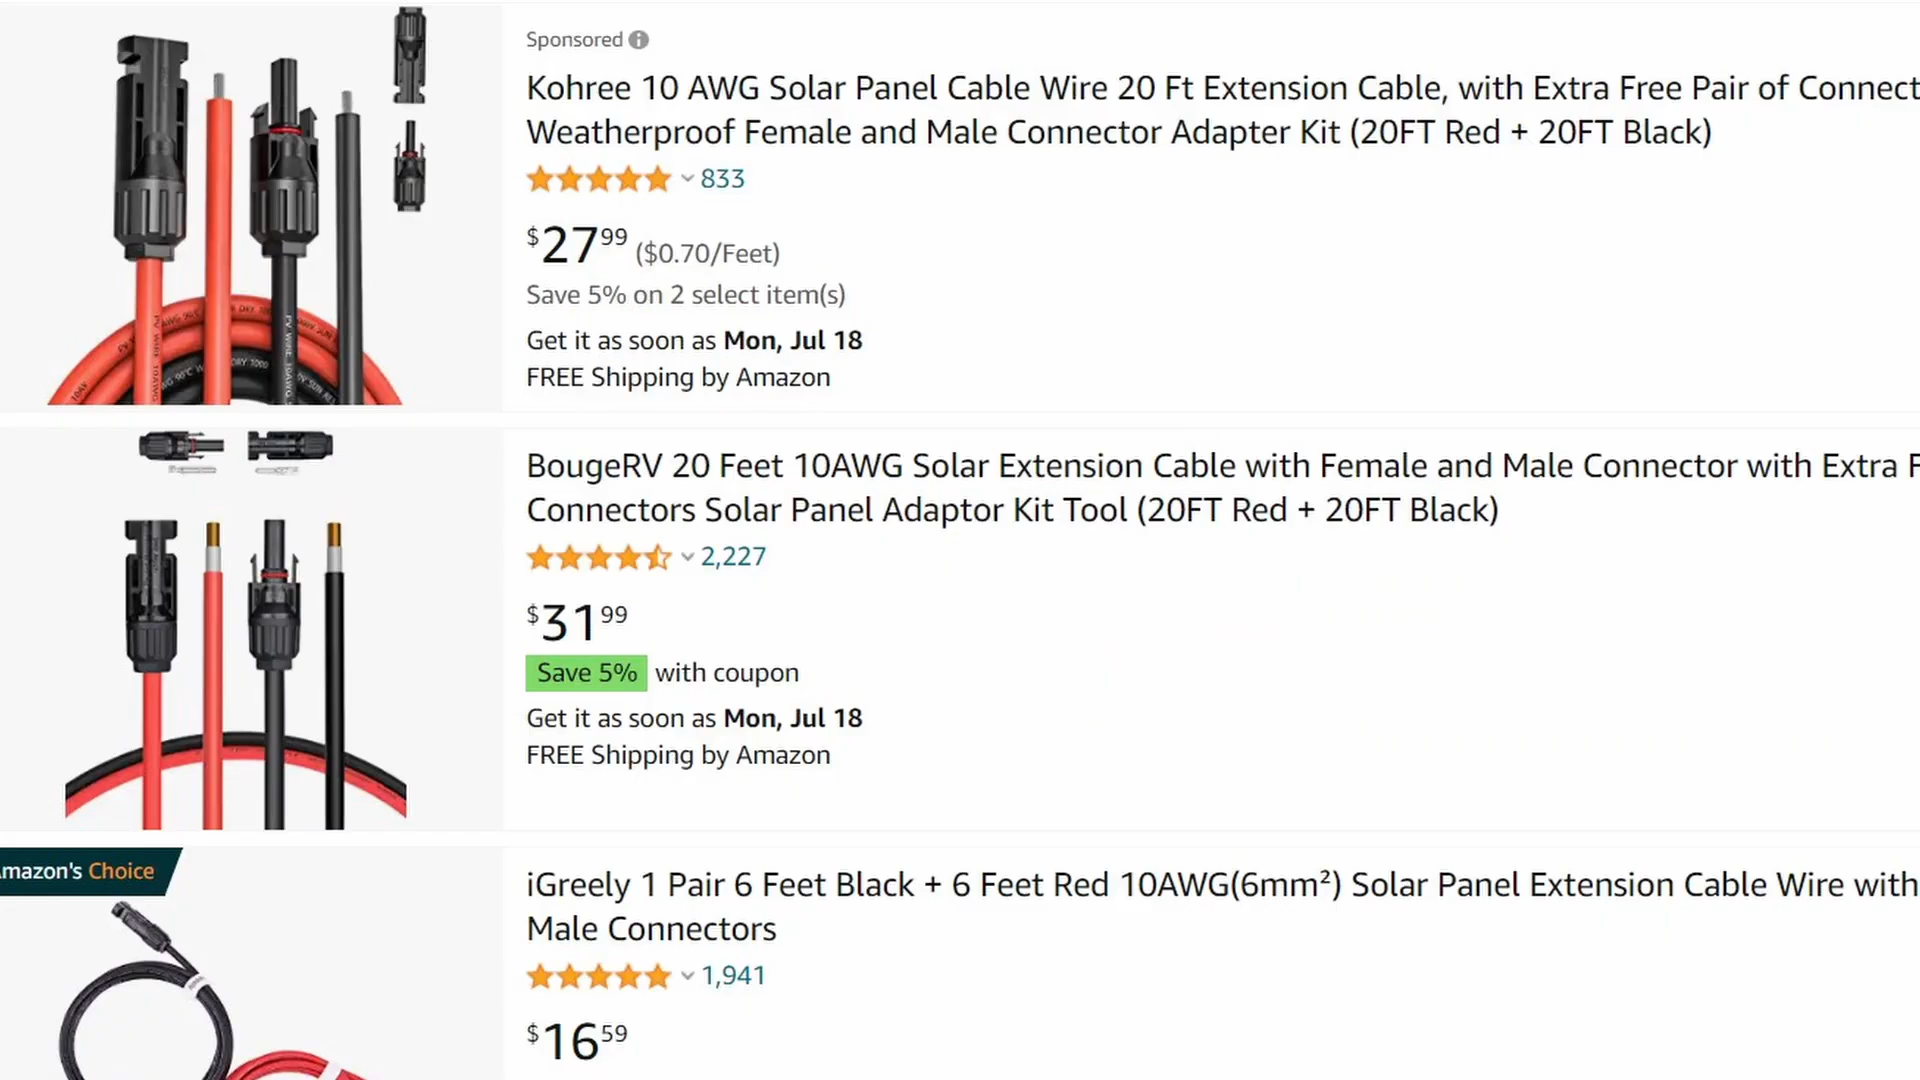 Sponsored
Kohree 10 AWG Solar Panel Cable Wire 20 Ft Extension Cable, with Extra Free Pair of Connect
Weatherproof Female and Male Connector Adapter Kit (20FT Red + 20FT Black)
833
$27.99 ($0.70/Feet)
Save 5% on 2 select item(s)
Get it as soon as Mon, Jul 18
FREE Shipping by Amazon
BougeRV 20 Feet 10AWG Solar Extension Cable with Female and Male Connector with Extra F
Connectors Solar Panel Adaptor Kit Tool (20FT Red + 20FT Black)
2,227
$31.99
Save 5% with coupon
Get it as soon as Mon, Jul 18
FREE Shipping by Amazon
mazon's Choice
iGreely 1 Pair 6 Feet Black + 6 Feet Red 10AWG(6mm²) Solar Panel Extension Cable Wire with
Male Connectors
1,941
$16.59